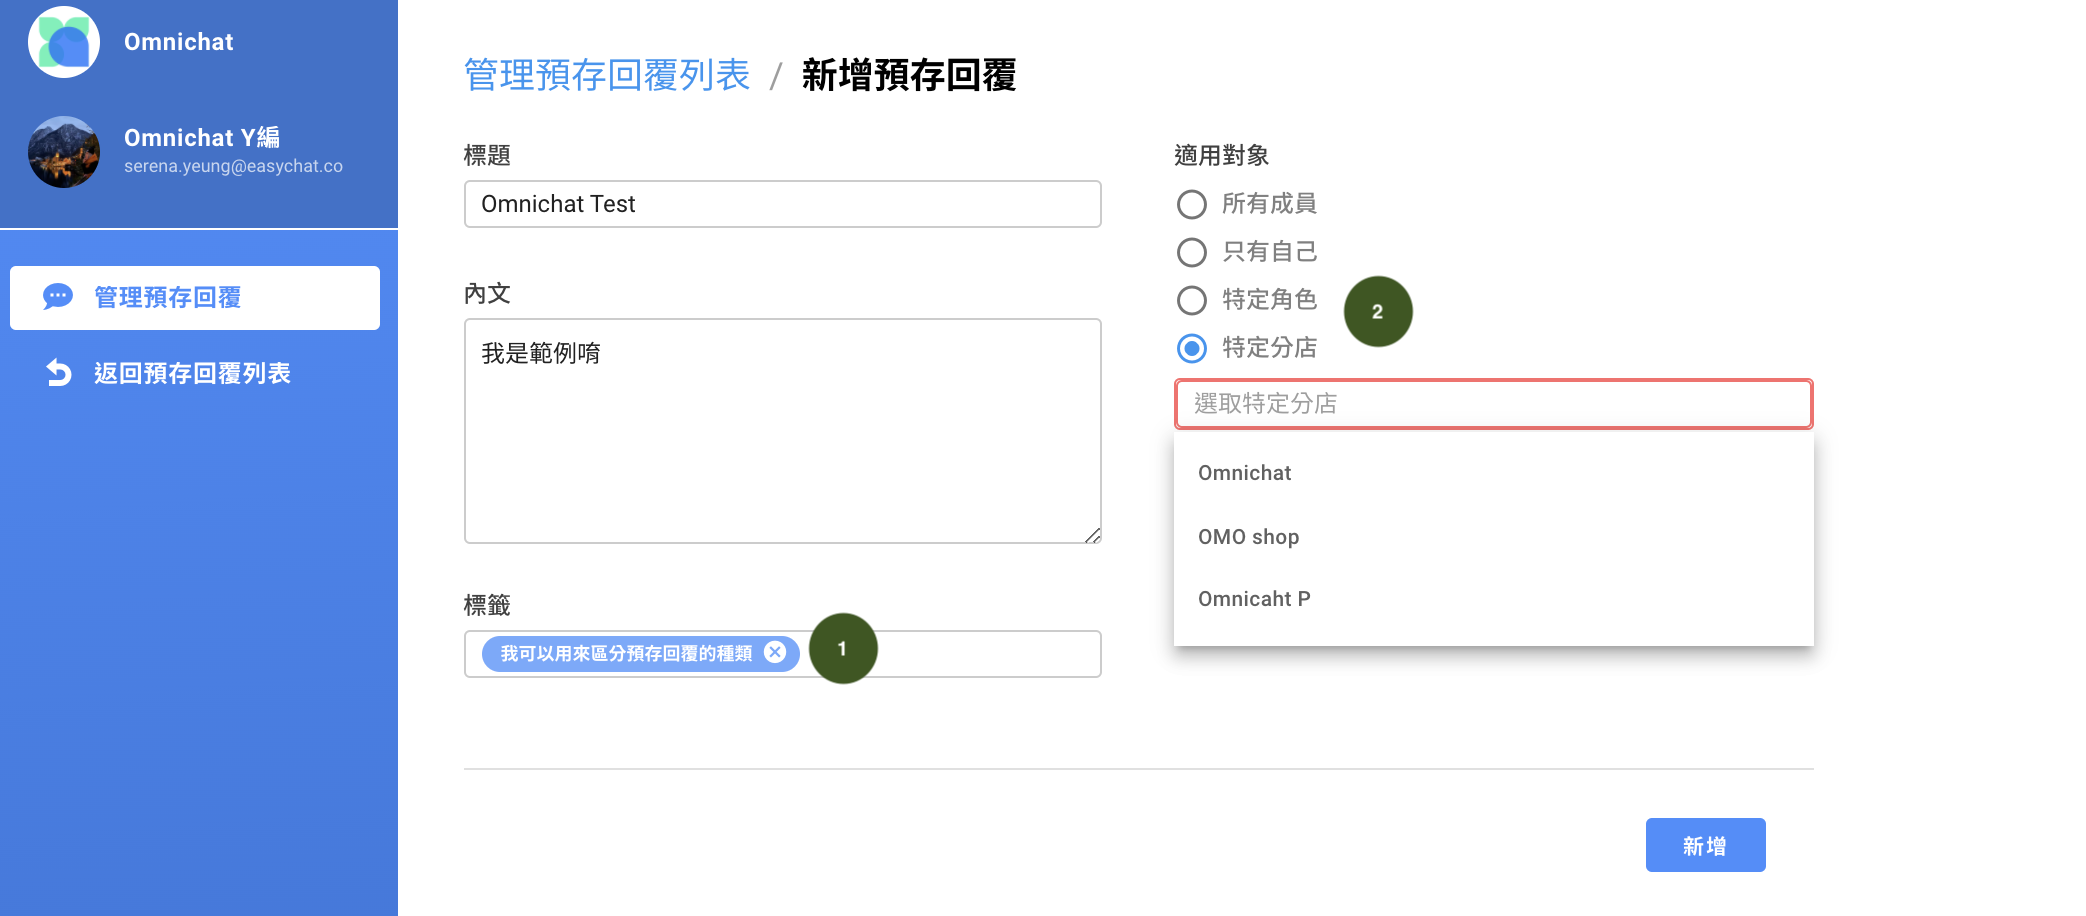 Omnichat
Omnichat Y編
serena.yeung@easychat.co
管理預存回覆
返回預存回覆列表
管理預存回覆列表 / 新增預存回覆
標題
Omnichat Test
內文
我是範例唷
標籤
我可以用來區分預存回覆的種類
1
適用對象
所有成員
只有自己
特定角色
2
特定分店
選取特定分店
Omnichat
OMO shop
Omnicaht P
新增